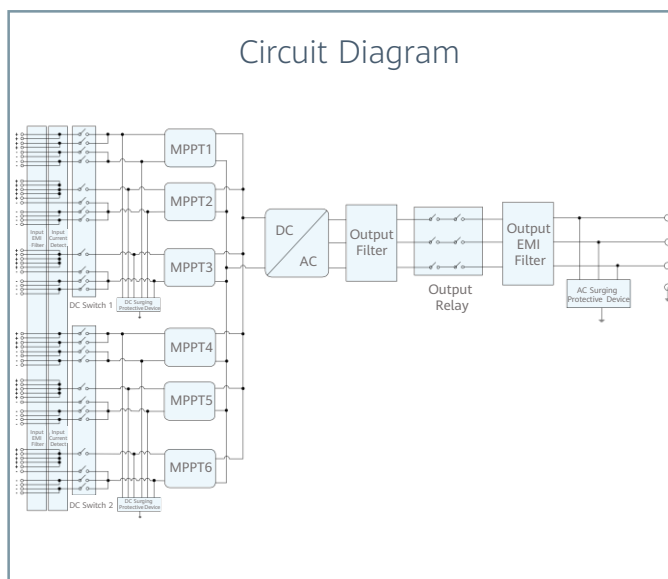 Circuit Diagram
MPPT1
MPPT2
MPPT3
Input
EMI
Filter
Input
Current
Detect
DC Switch 1
DC Surging
Protective Device
MPPT4
MPPT5
MPPT6
Input
EMI
Filter
Input
Current
Detect
DC Switch 2
DC Surging
Protective Device
DC
AC
Output
Filter
Output
Relay
Output
EMI
Filter
AC Surging
Protective Device